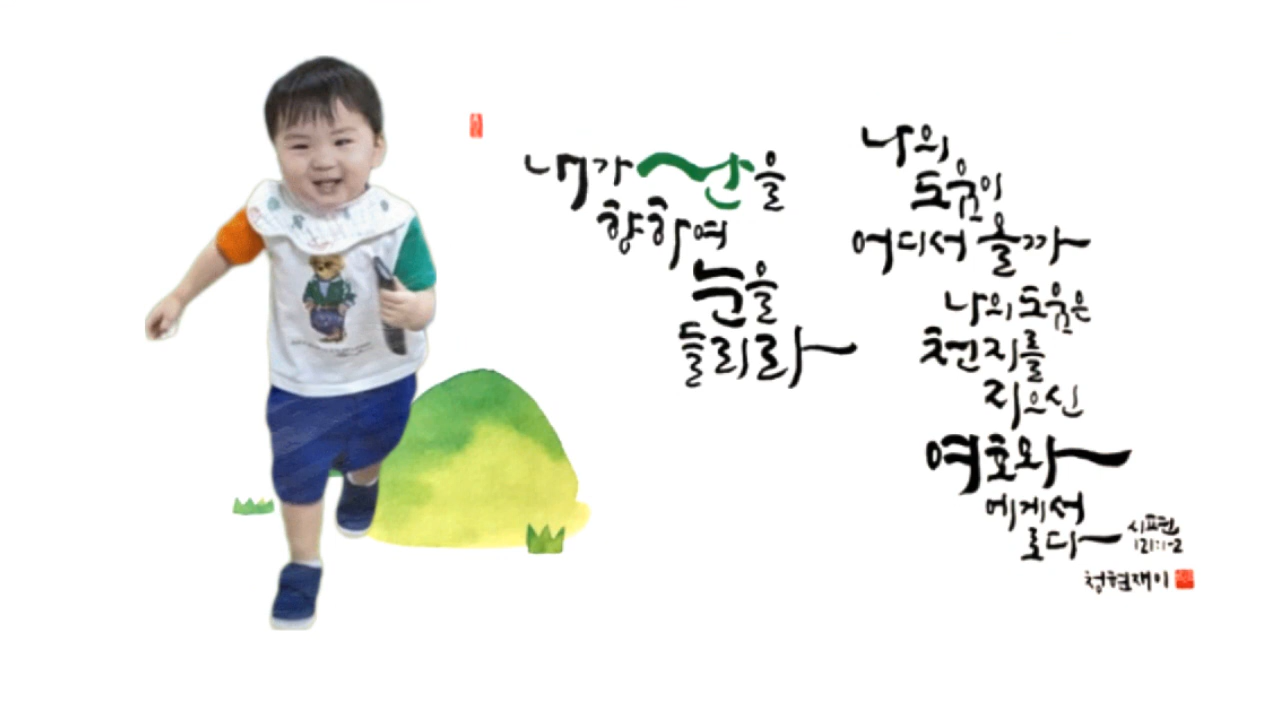 내가 산을
향하여
눈을
들리라
나의
도움이
어디서 올까
나의 도움은
천지를
지으신
여호와
에게서
로다
시편
121:1-2
청현재이